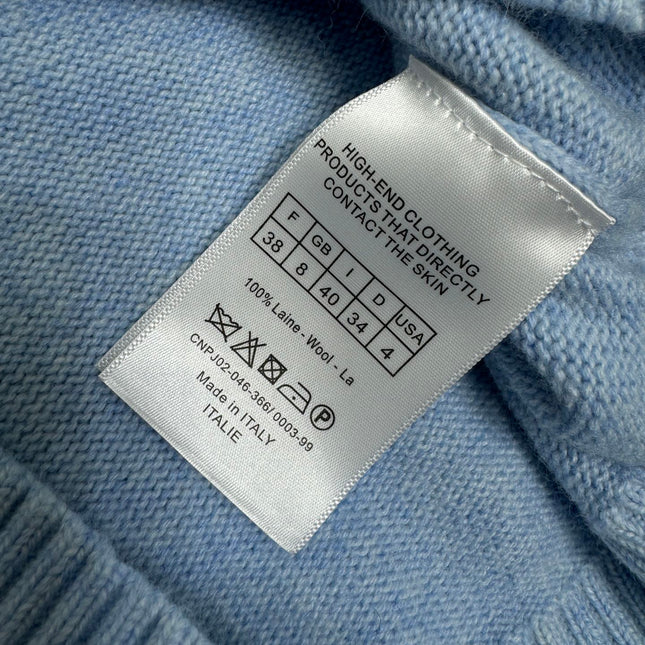 HIGH-END CLOTHING
PRODUCTS THAT DIRECTLY
CONTACT THE SKIN
F GB I D USA
38 8 40 34 4
100% Laine - Wool - La
P
CNPJ02-046-366/0003-99
Made in ITALY
ITALIE